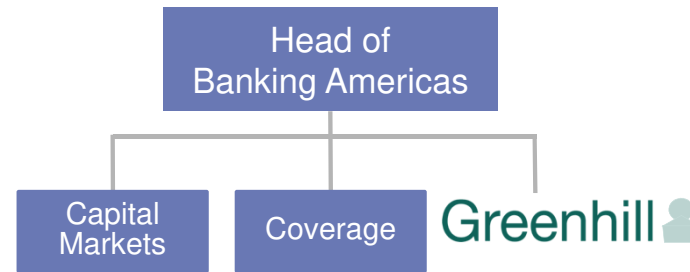 Head of
Banking Americas
Capital
Markets
Coverage
Greenhill